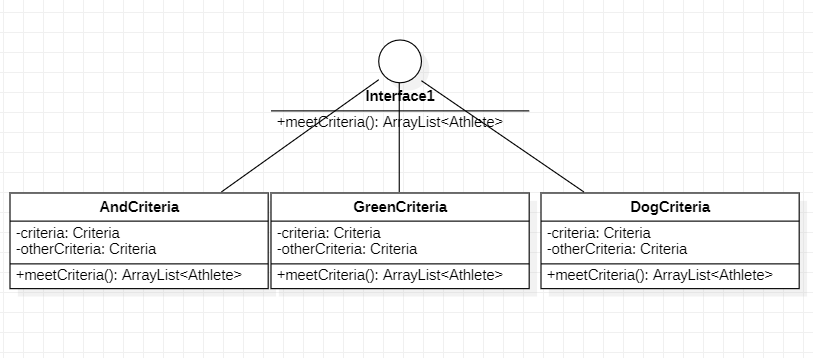 Interface1
+meetCriteria(): ArrayList<Athlete>
AndCriteria
-criteria: Criteria
-otherCriteria: Criteria
+meetCriteria(): ArrayList<Athlete>
GreenCriteria
-criteria: Criteria
-otherCriteria: Criteria
+meetCriteria(): ArrayList<Athlete>
DogCriteria
-criteria: Criteria
-otherCriteria: Criteria
+meetCriteria(): ArrayList<Athlete>